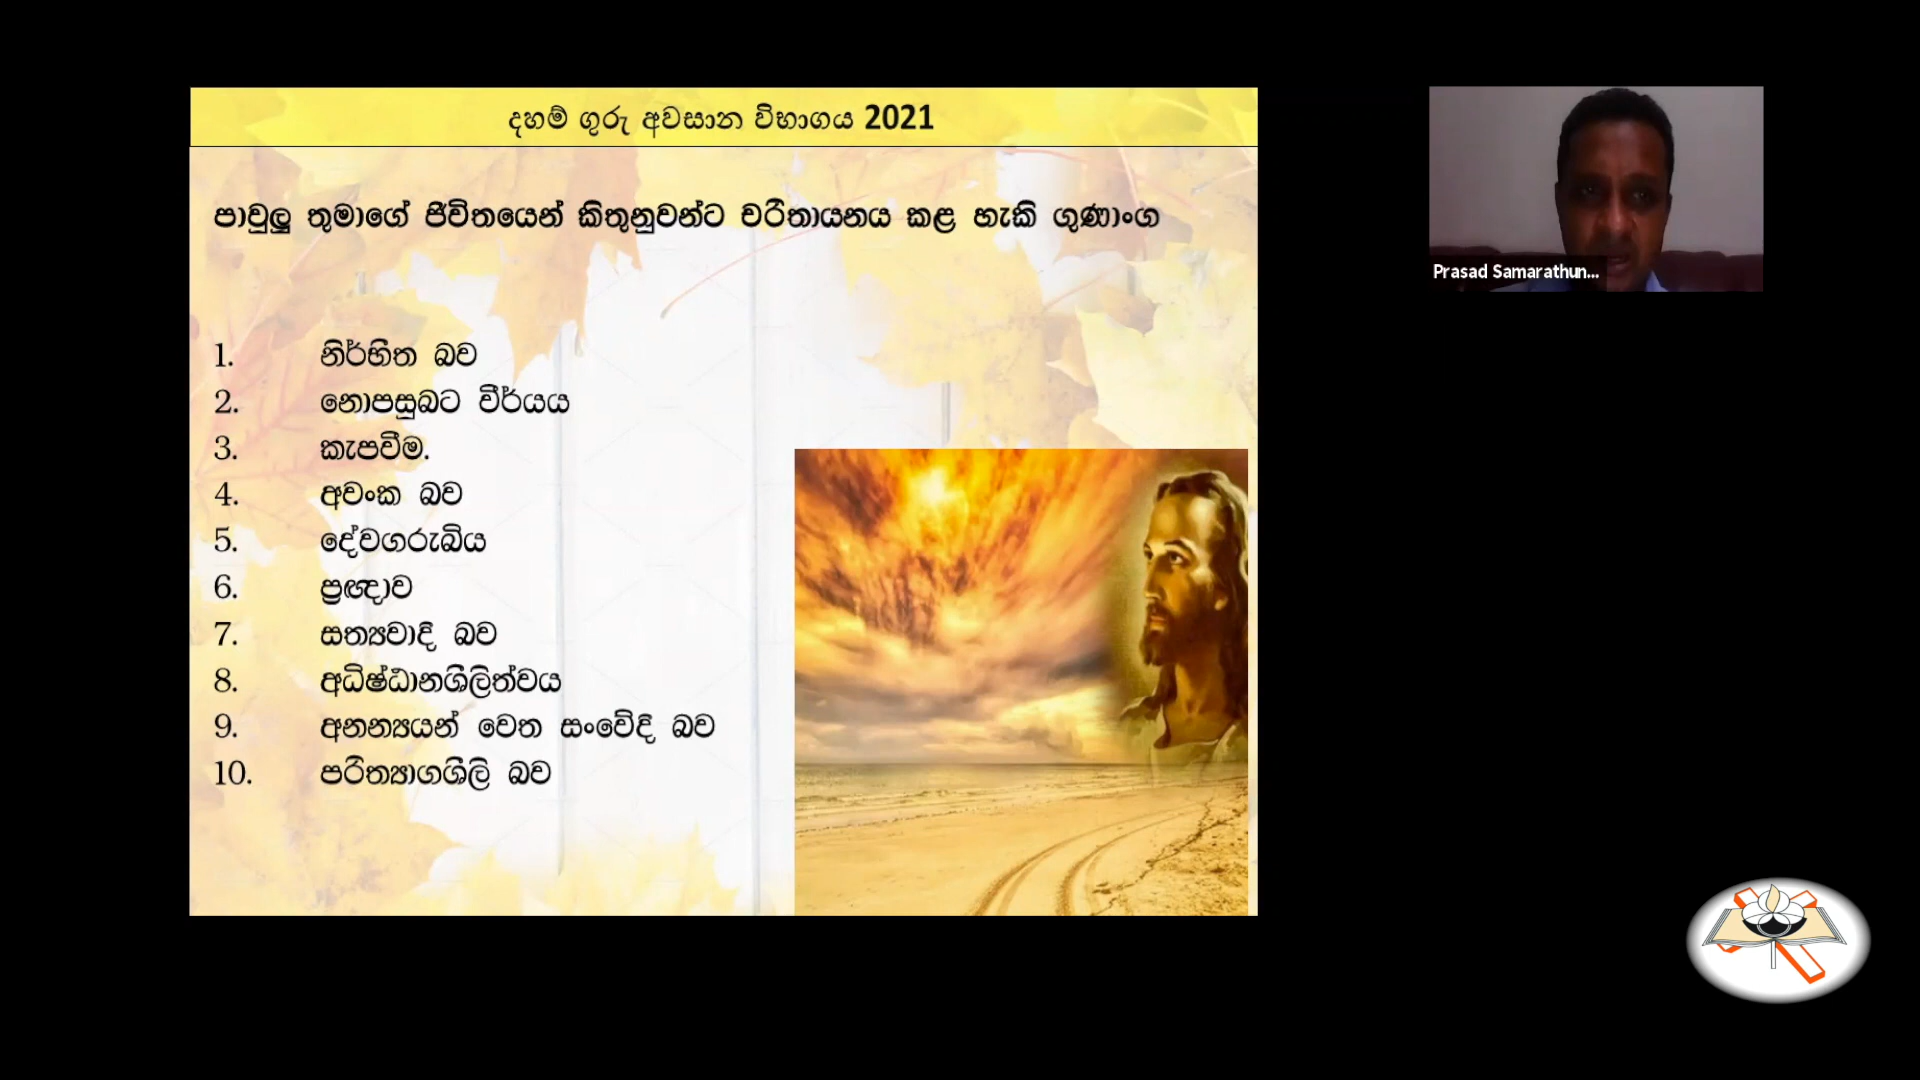 දහම් ගුරු අවසාන විභාගය 2021
පාවුලු තුමාගේ ජීවිතයෙන් කිතුනුවන්ට චරිතායනය කළ හැකි ගුණාංග
1. නිර්භීත බව
2. නොපසුබට වීර්යය
3. කැපවීම.
4. අවංක බව
5. දේවගරුබිය
6. ප්‍රඥාව
7. සත්‍යවාදී බව
8. අධිෂ්ඨානශීලිත්වය
9. අනන්‍යයන් වෙත සංවේදී බව
10. පරිත්‍යාගශීලි බව
Prasad Samarathun...